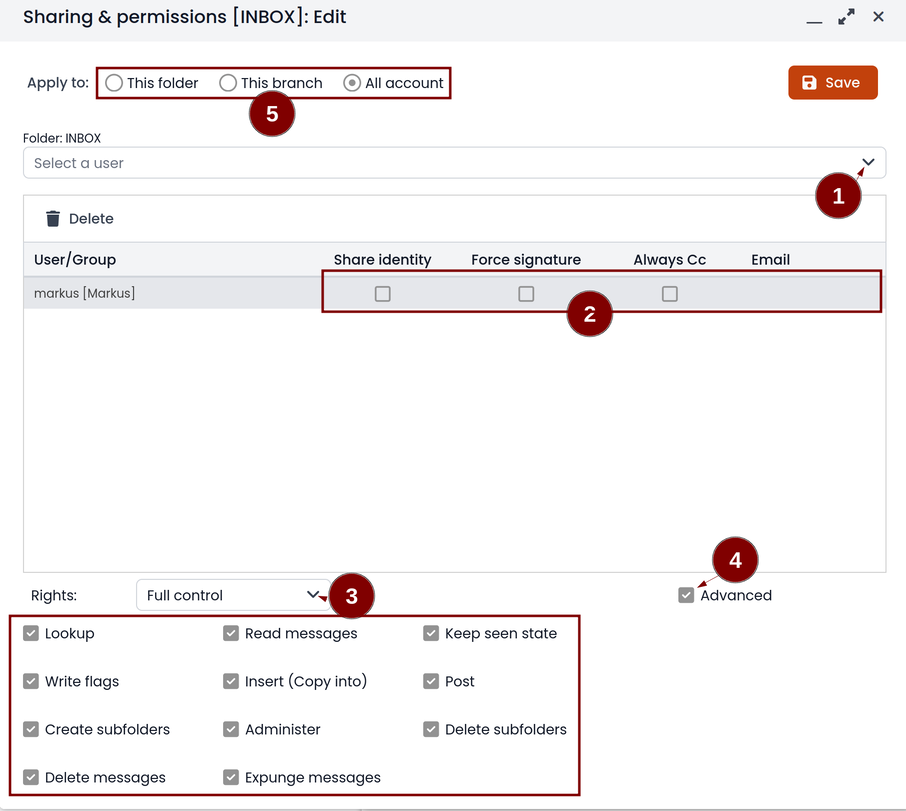 Sharing & permissions [INBOX]: Edit
Apply to: This folder This branch All account Save
5
Folder: INBOX
Select a user
1
Delete
User/Group Share identity Force signature Always Cc Email
markus [Markus]
2
4
Rights: Full control 3 Advanced
Lookup Read messages Keep seen state
Write flags Insert (Copy into) Post
Create subfolders Administer Delete subfolders
Delete messages Expunge messages